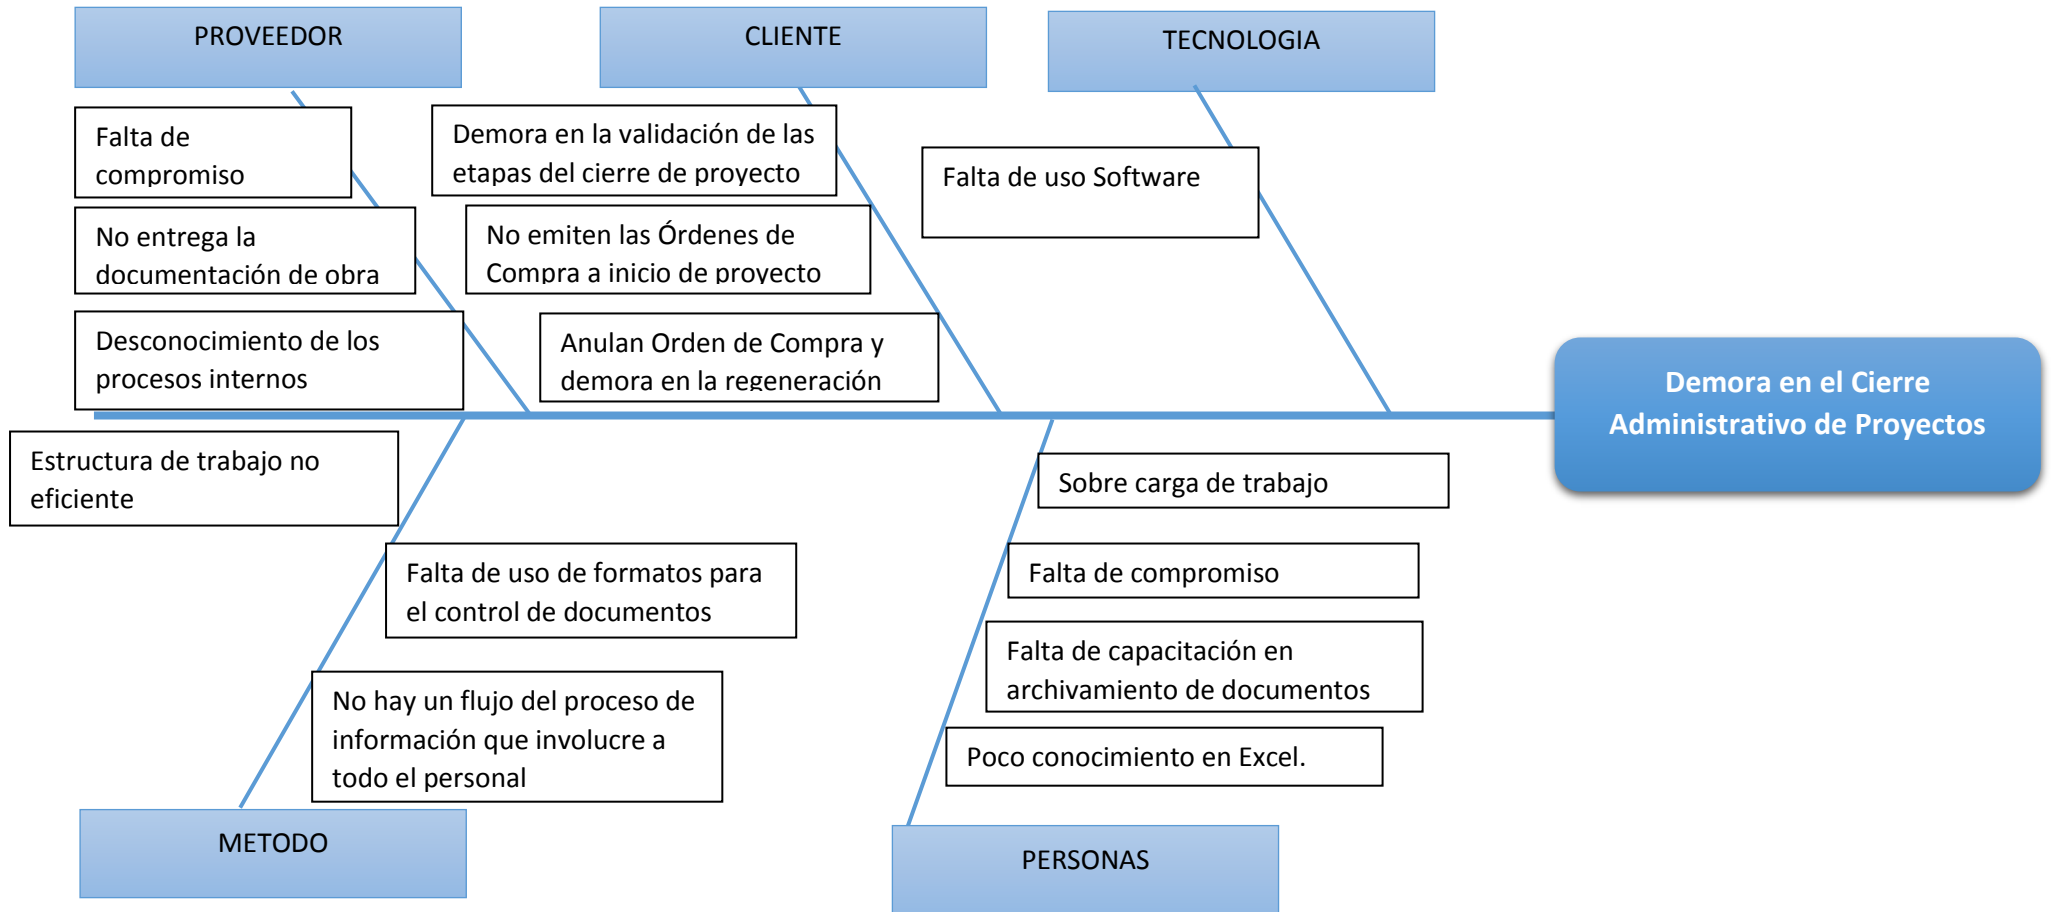 PROVEEDOR
CLIENTE
TECNOLOGIA
Falta de
compromiso
Demora en la validación de las
etapas del cierre de proyecto
Falta de uso Software
No entrega la
documentación de obra
No emiten las Órdenes de
Compra a inicio de proyecto
Desconocimiento de los
procesos internos
Anulan Orden de Compra y
demora en la regeneración
Demora en el Cierre
Administrativo de Proyectos
Estructura de trabajo no
eficiente
Sobre carga de trabajo
Falta de uso de formatos para
el control de documentos
Falta de compromiso
Falta de capacitación en
archivamiento de documentos
No hay un flujo del proceso de
información que involucre a
todo el personal
Poco conocimiento en Excel.
METODO
PERSONAS